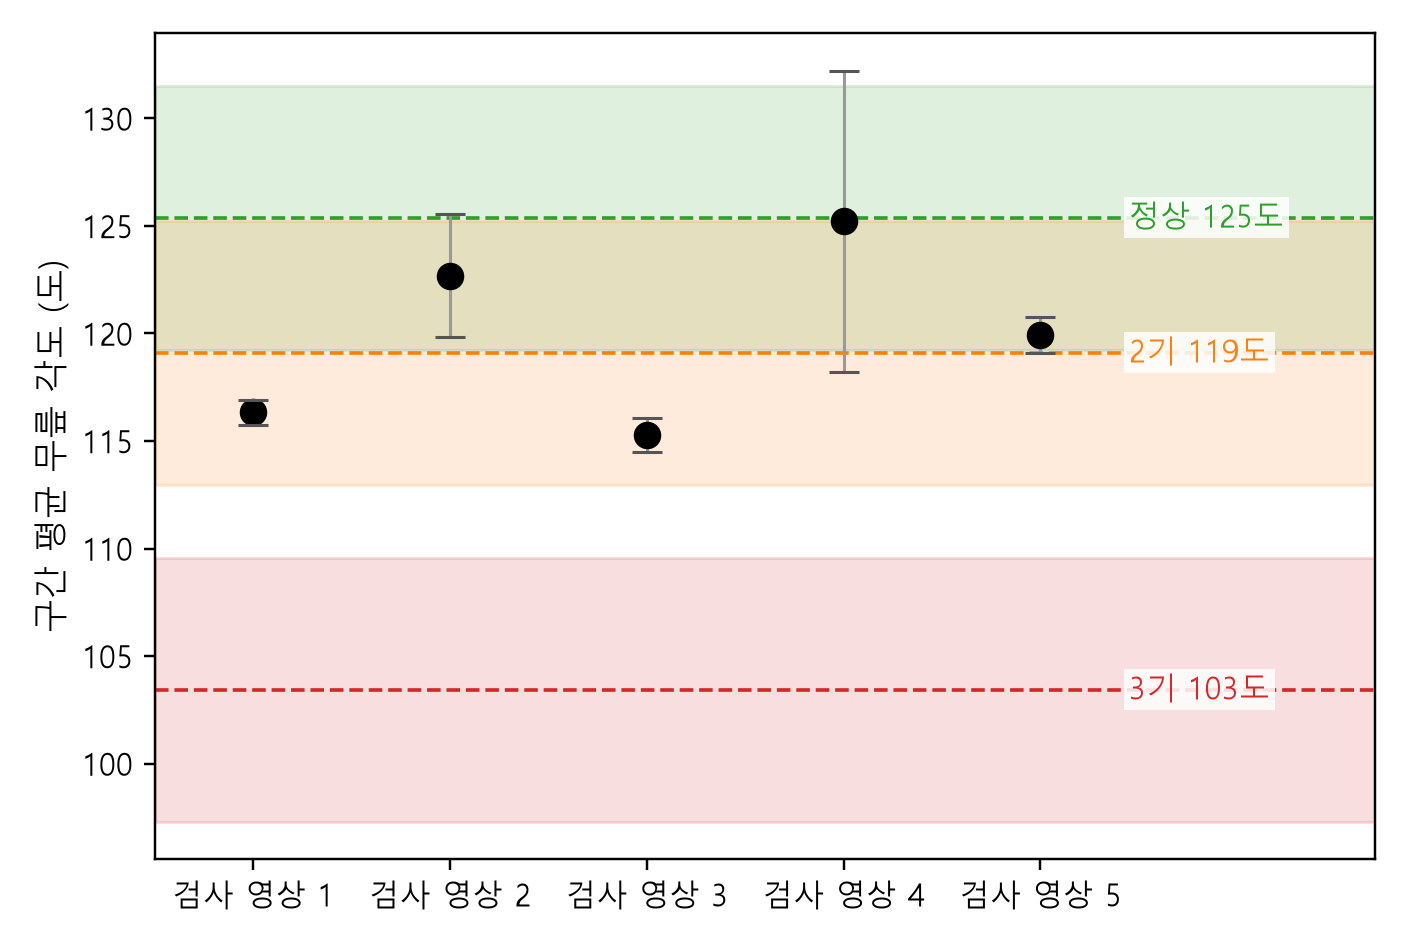 구간 평균 무릎 각도 (도)
130
125
120
115
110
105
100
정상 125도
2기 119도
3기 103도
검사 영상 1
검사 영상 2
검사 영상 3
검사 영상 4
검사 영상 5